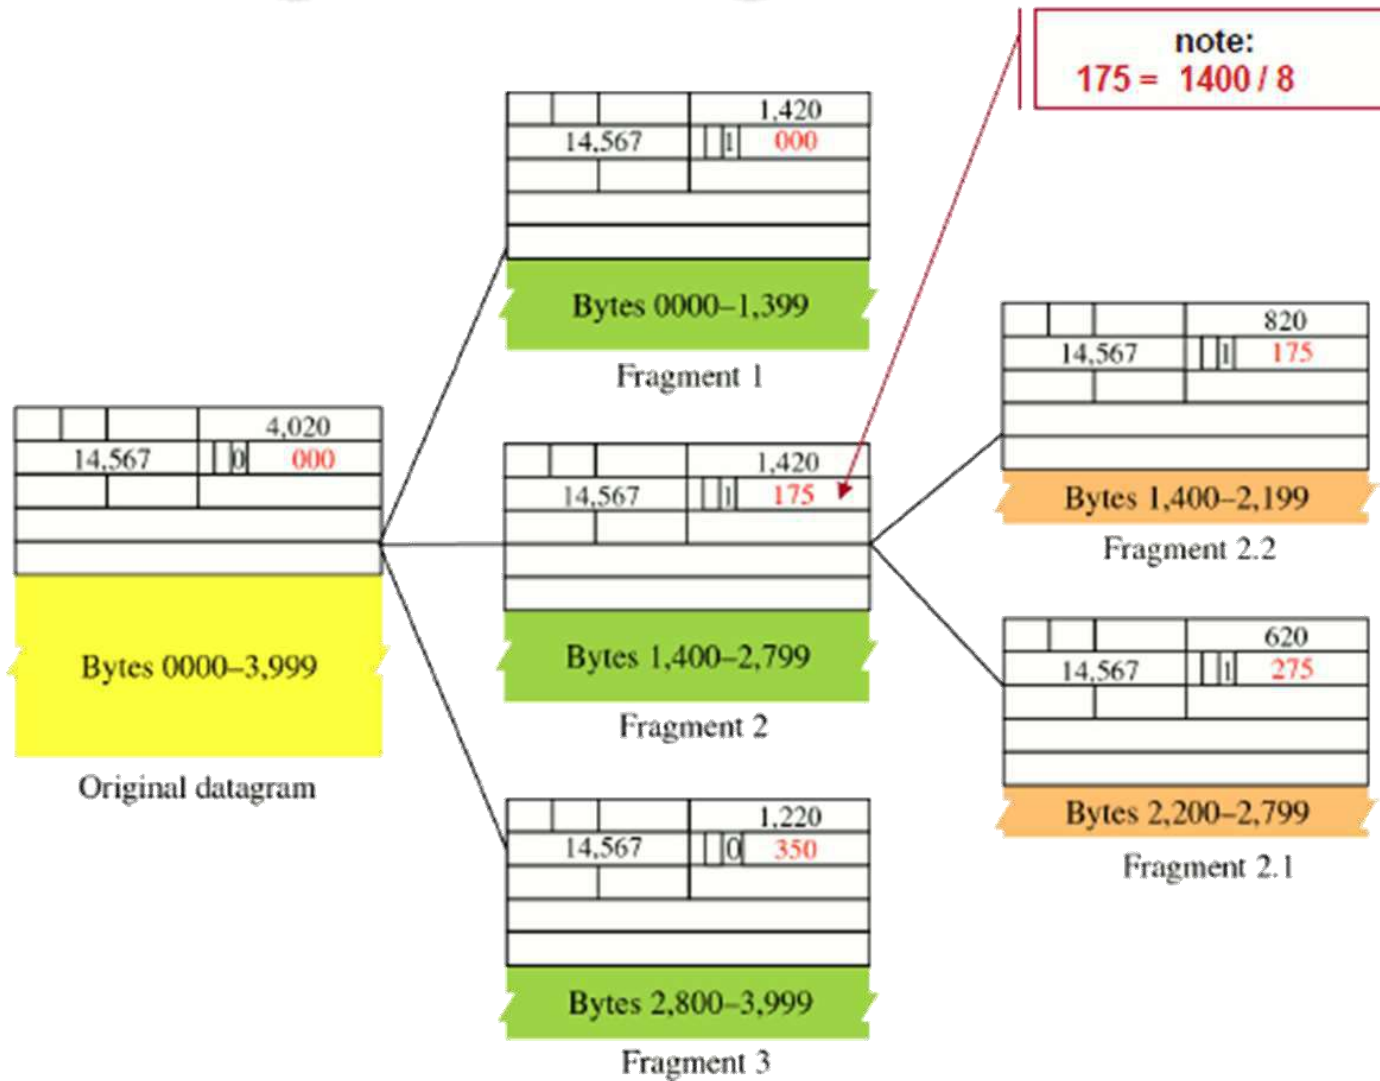 note:
175 = 1400 / 8
1,420
14,567 1 000
Bytes 0000–1,399
Fragment 1
4,020
14,567 0 000
Bytes 0000–3,999
Original datagram
1,420
14,567 1 175
Bytes 1,400–2,799
Fragment 2
1,220
14,567 0 350
Bytes 2,800–3,999
Fragment 3
820
14,567 1 175
Bytes 1,400–2,199
Fragment 2.2
620
14,567 1 275
Bytes 2,200–2,799
Fragment 2.1